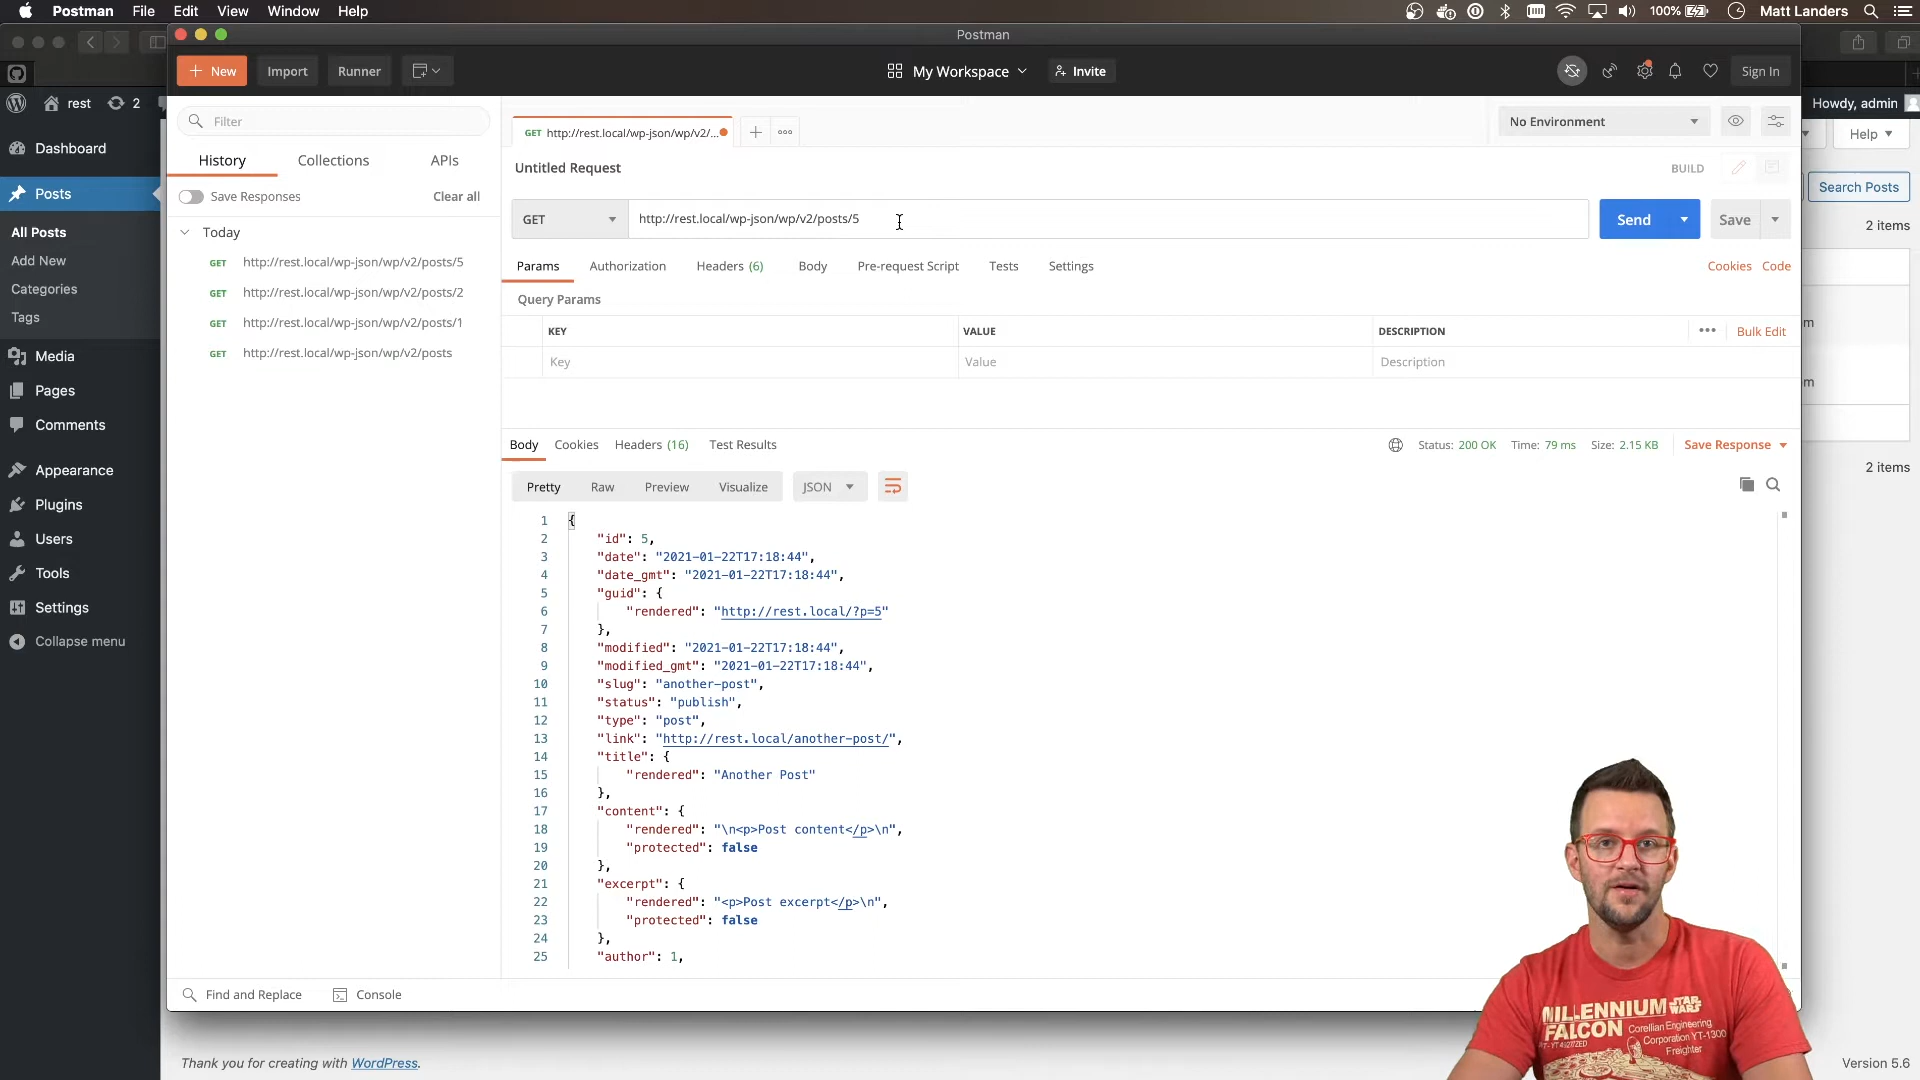 Postman File Edit View Window Help 100% Matt Landers
Postman
New Import Runner My Workspace Invite Sign In
rest 2 Howdy, admin
Filter
GET http://rest.local/wp-json/wp/v2/... No Environment
Dashboard
Help
History Collections APIs
Untitled Request BUILD
Posts
Search Posts
Save Responses Clear all
GET http://rest.local/wp-json/wp/v2/posts/5 Send Save
2 items
All Posts
Today
Add New
GET http://rest.local/wp-json/wp/v2/posts/5
Params Authorization Headers (6) Body Pre-request Script Tests Settings Cookies Code
Categories
GET http://rest.local/wp-json/wp/v2/posts/2
Query Params
Tags
GET http://rest.local/wp-json/wp/v2/posts/1
KEY VALUE DESCRIPTION Bulk Edit
m
Media
GET http://rest.local/wp-json/wp/v2/posts
Key Value Description
m
Pages
Comments
Body Cookies Headers (16) Test Results Status: 200 OK Time: 79 ms Size: 2.15 KB Save Response
Appearance
2 items
Pretty Raw Preview Visualize JSON
Plugins
Users
Tools
Settings
Collapse menu
1 {
2 "id": 5,
3 "date": "2021-01-22T17:18:44",
4 "date_gmt": "2021-01-22T17:18:44",
5 "guid": {
6 "rendered": "http://rest.local/?p=5"
7 },
8 "modified": "2021-01-22T17:18:44",
9 "modified_gmt": "2021-01-22T17:18:44",
10 "slug": "another-post",
11 "status": "publish",
12 "type": "post",
13 "link": "http://rest.local/another-post/",
14 "title": {
15 "rendered": "Another Post"
16 },
17 "content": {
18 "rendered": "\n<p>Post content</p>\n",
19 "protected": false
20 },
21 "excerpt": {
22 "rendered": "<p>Post excerpt</p>\n",
23 "protected": false
24 },
25 "author": 1,
Find and Replace Console
MILLENNIUM STAR WARS
FALCON Corellian Engineering
Corporation YT-1300
Freighter
Thank you for creating with WordPress.
Version 5.6